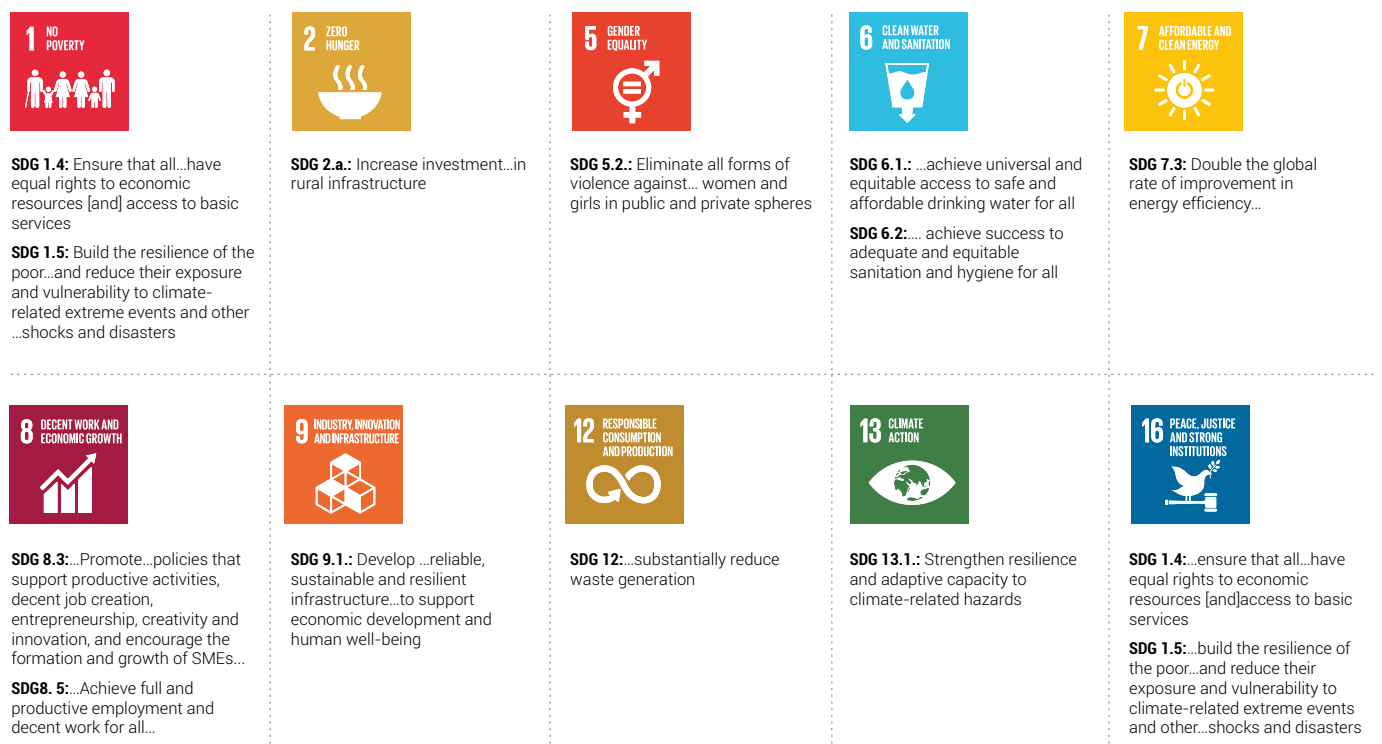 1 NO
POVERTY
SDG 1.4: Ensure that all...have
equal rights to economic
resources [and] access to basic
services
SDG 1.5: Build the resilience of the
poor...and reduce their exposure
and vulnerability to climate-
related extreme events and other
...shocks and disasters
2 ZERO
HUNGER
SDG 2.a.: Increase investment...in
rural infrastructure
5 GENDER
EQUALITY
SDG 5.2.: Eliminate all forms of
violence against... women and
girls in public and private spheres
6 CLEAN WATER
AND SANITATION
SDG 6.1.: ...achieve universal and
equitable access to safe and
affordable drinking water for all
SDG 6.2:.... achieve success to
adequate and equitable
sanitation and hygiene for all
7 AFFORDABLE AND
CLEAN ENERGY
SDG 7.3: Double the global
rate of improvement in
energy efficiency...
8 DECENT WORK AND
ECONOMIC GROWTH
SDG 8.3:...Promote...policies that
support productive activities,
decent job creation,
entrepreneurship, creativity and
innovation, and encourage the
formation and growth of SMEs...
SDG8. 5:...Achieve full and
productive employment and
decent work for all...
9 INDUSTRY, INNOVATION
AND INFRASTRUCTURE
SDG 9.1.: Develop ...reliable,
sustainable and resilient
infrastructure...to support
economic development and
human well-being
12 RESPONSIBLE
CONSUMPTION
AND PRODUCTION
SDG 12:...substantially reduce
waste generation
13 CLIMATE
ACTION
SDG 13.1.: Strengthen resilience
and adaptive capacity to
climate-related hazards
16 PEACE, JUSTICE
AND STRONG
INSTITUTIONS
SDG 1.4:...ensure that all...have
equal rights to economic
resources [and]access to basic
services
SDG 1.5:...build the resilience of
the poor...and reduce their
exposure and vulnerability to
climate-related extreme events
and other...shocks and disasters